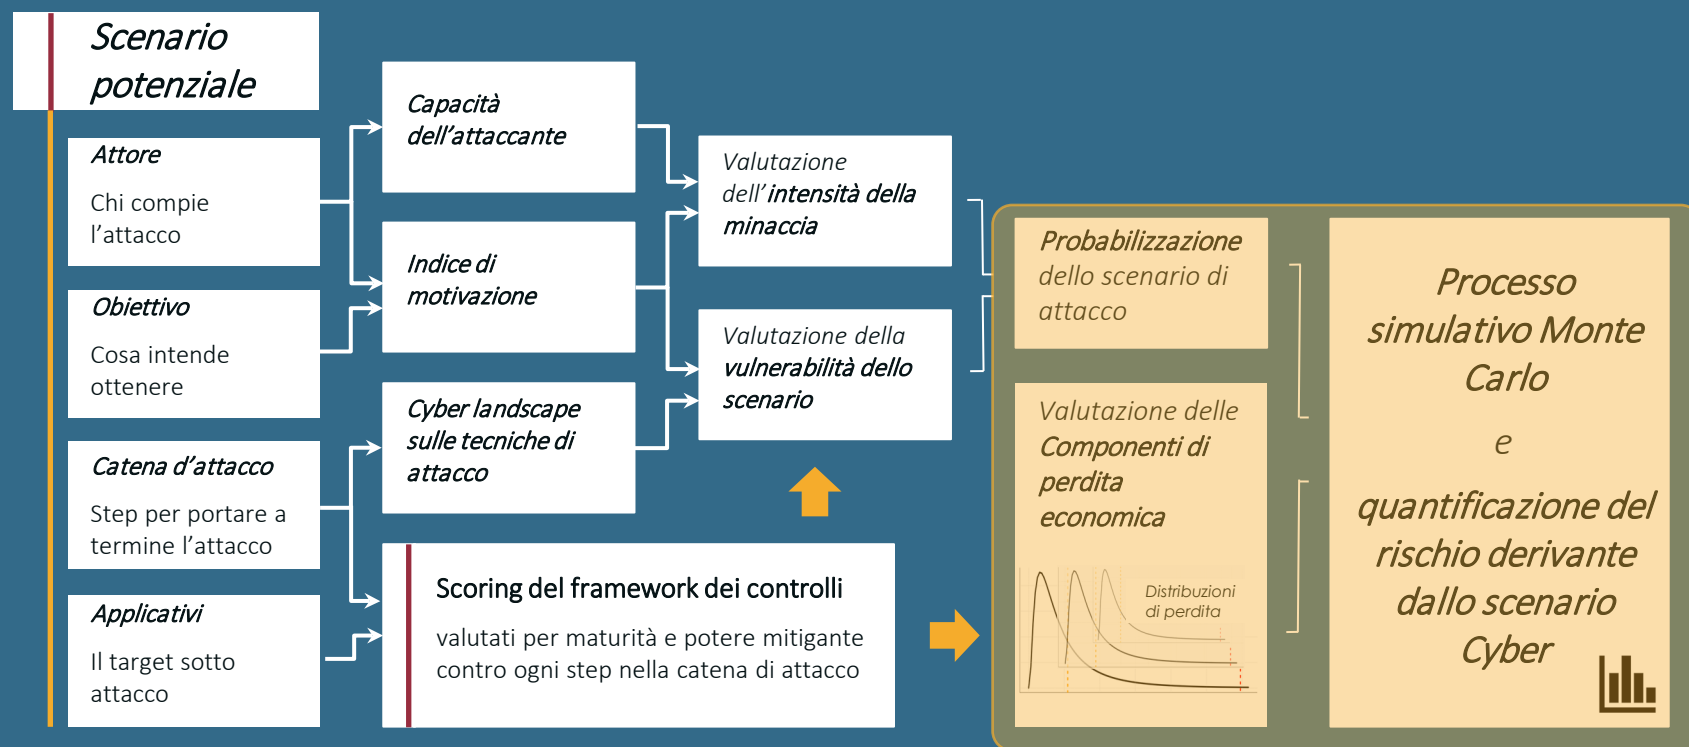 Scenario
potenziale
Attore
Chi compie
l’attacco
Obiettivo
Cosa intende
ottenere
Catena d’attacco
Step per portare a
termine l’attacco
Applicativi
Il target sotto
attacco
Capacità
dell’attaccante
Indice di
motivazione
Cyber landscape
sulle tecniche di
attacco
Scoring del framework dei controlli
valutati per maturità e potere mitigante
contro ogni step nella catena di attacco
Valutazione
dell’intensità della
minaccia
Valutazione della
vulnerabilità dello
scenario
Probabilizzazione
dello scenario di
attacco
Valutazione delle
Componenti di
perdita
economica
Distribuzioni
di perdita
Processo
simulativo Monte
Carlo
e
quantificazione del
rischio derivante
dallo scenario
Cyber